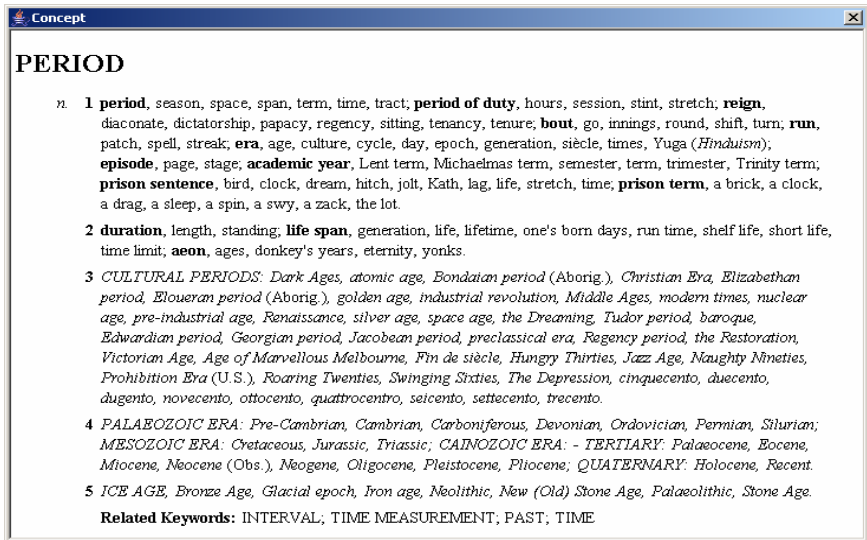 Concept
PERIOD
n. 1 period, season, space, span, term, time, tract; period of duty, hours, session, stint, stretch; reign,
diaconate, dictatorship, papacy, regency, sitting, tenancy, tenure; bout, go, innings, round, shift, turn; run,
patch, spell, streak; era, age, culture, cycle, day, epoch, generation, siècle, times, Yuga (Hinduism);
episode, page, stage; academic year, Lent term, Michaelmas term, semester, term, trimester, Trinity term;
prison sentence, bird, clock, dream, hitch, jolt, Kath, lag, life, stretch, time; prison term, a brick, a clock,
a drag, a sleep, a spin, a swy, a zack, the lot.
2 duration, length, standing; life span, generation, life, lifetime, one's born days, run time, shelf life, short life,
time limit; aeon, ages, donkey's years, eternity, yonks.
3 CULTURAL PERIODS: Dark Ages, atomic age, Bondaian period (Aborig.), Christian Era, Elizabethan
period, Eloueran period (Aborig.), golden age, industrial revolution, Middle Ages, modern times, nuclear
age, pre-industrial age, Renaissance, silver age, space age, the Dreaming, Tudor period, baroque,
Edwardian period, Georgian period, Jacobean period, preclassical era, Regency period, the Restoration,
Victorian Age, Age of Marvellous Melbourne, Fin de siècle, Hungry Thirties, Jazz Age, Naughty Nineties,
Prohibition Era (U.S.), Roaring Twenties, Swinging Sixties, The Depression, cinquecento, duecento,
dugento, novecento, ottocento, quattrocentro, seicento, settecento, trecento.
4 PALAEOZOIC ERA: Pre-Cambrian, Cambrian, Carboniferous, Devonian, Ordovician, Permian, Silurian;
MESOZOIC ERA: Cretaceous, Jurassic, Triassic; CAINOZOIC ERA: - TERTIARY: Palaeocene, Eocene,
Miocene, Neocene (Obs.), Neogene, Oligocene, Pleistocene, Pliocene; QUATERNARY: Holocene, Recent.
5 ICE AGE, Bronze Age, Glacial epoch, Iron age, Neolithic, New (Old) Stone Age, Palaeolithic, Stone Age.
Related Keywords: INTERVAL; TIME MEASUREMENT; PAST; TIME